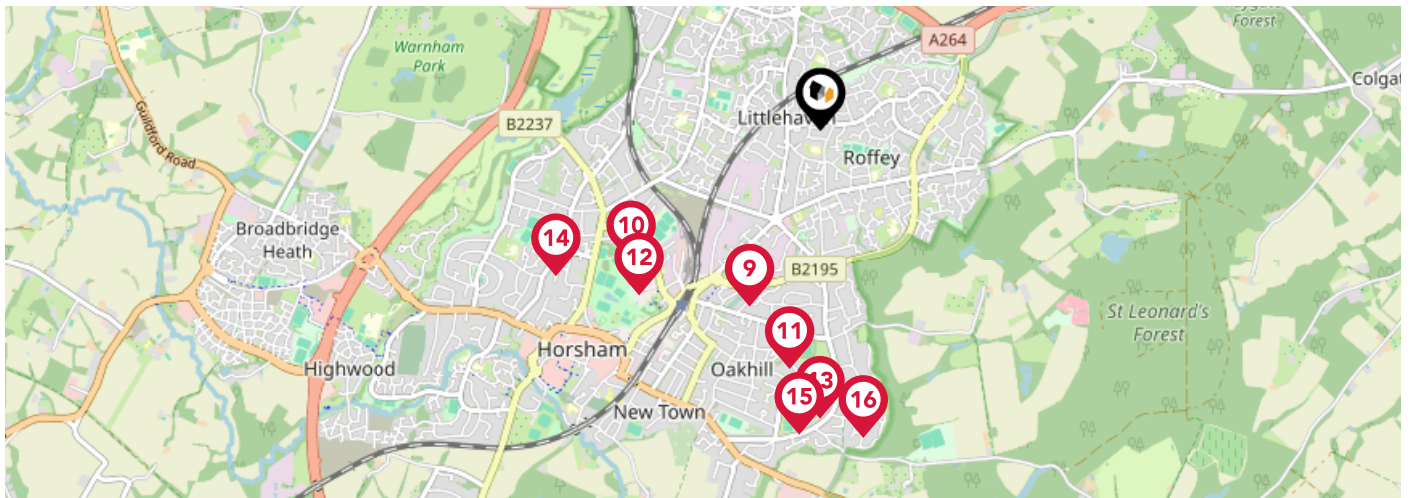 Warnham
Park
A264
Forest
Colgat
B2237
Guildford Road
Roffey
Broadbridge
Heath
14
10
12
9
B2195
11
St Leonard's
Forest
Horsham
Highwood
Oakhill
13
15
16
New Town